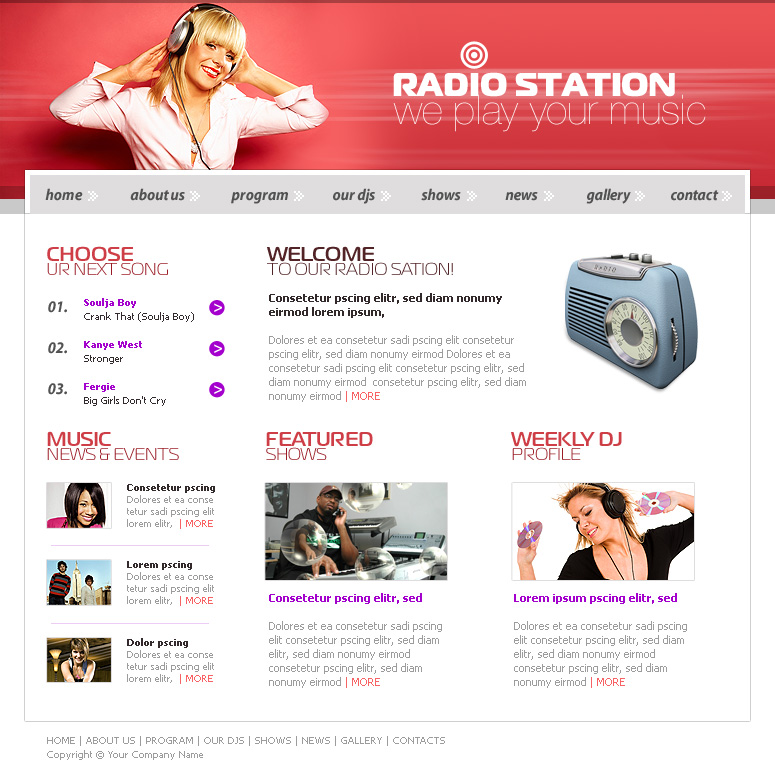 RADIO STATION
we play your music
home
about us
program
our djs
shows
news
gallery
contact
CHOOSE
UR NEXT SONG
01.
Soulja Boy
Crank That (Soulja Boy)
02.
Kanye West
Stronger
03.
Fergie
Big Girls Don't Cry
WELCOME
TO OUR RADIO SATION!
Consetetur pscing elitr, sed diam nonumy
eirmod lorem ipsum,
Dolores et ea consetetur sadi pscing elit consetetur
pscing elitr, sed diam nonumy eirmod Dolores et ea
consetetur sadi pscing elit consetetur pscing elitr, sed
diam nonumy eirmod consetetur pscing elitr, sed diam
nonumy eirmod | MORE
RADIO
MUSIC
NEWS & EVENTS
Consetetur pscing
Dolores et ea conse
tetur sadi pscing elit
lorem elitr, | MORE
Lorem pscing
Dolores et ea conse
tetur sadi pscing elit
lorem elitr, | MORE
Dolor pscing
Dolores et ea conse
tetur sadi pscing elit
lorem elitr, | MORE
FEATURED
SHOWS
Consetetur pscing elitr, sed
Dolores et ea consetetur sadi pscing
elit consetetur pscing elitr, sed diam
elitr, sed diam nonumy eirmod
consetetur pscing elitr, sed diam
nonumy eirmod | MORE
WEEKLY DJ
PROFILE
Lorem ipsum pscing elitr, sed
Dolores et ea consetetur sadi pscing
elit consetetur pscing elitr, sed diam
elitr, sed diam nonumy eirmod
consetetur pscing elitr, sed diam
nonumy eirmod | MORE
HOME | ABOUT US | PROGRAM | OUR DJS | SHOWS | NEWS | GALLERY | CONTACTS
Copyright © Your Company Name